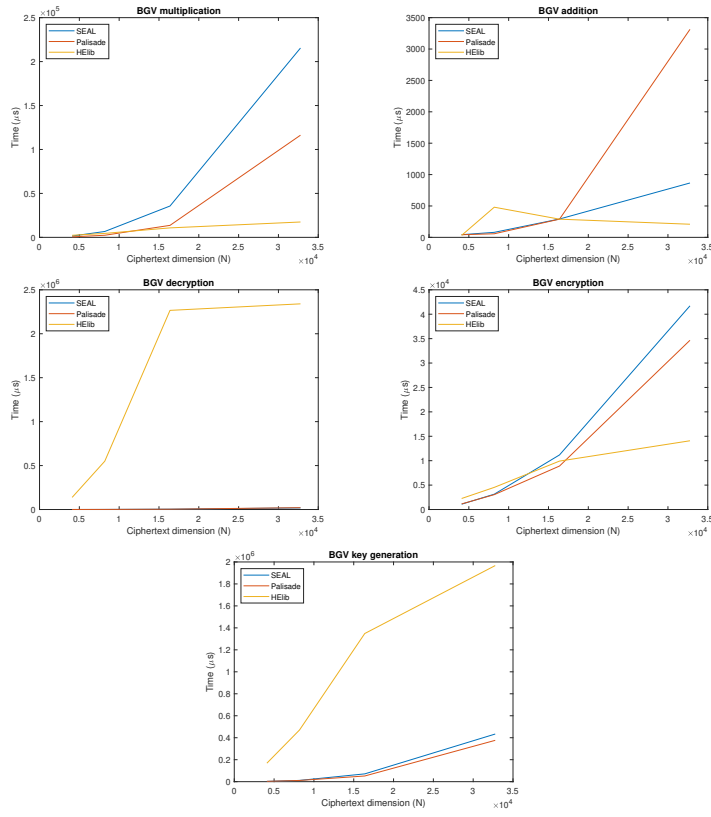 BGV multiplication
×10^5
SEAL
Palisade
HElib
Time (μs)
2.5
2
1.5
1
0.5
0
0 0.5 1 1.5 2 2.5 3 3.5
Ciphertext dimension (N)
×10^4
BGV addition
SEAL
Palisade
HElib
Time (μs)
3500
3000
2500
2000
1500
1000
500
0
0 0.5 1 1.5 2 2.5 3 3.5
Ciphertext dimension (N)
×10^4
BGV decryption
×10^6
SEAL
Palisade
HElib
Time (μs)
2.5
2
1.5
1
0.5
0
0 0.5 1 1.5 2 2.5 3 3.5
Ciphertext dimension (N)
×10^4
BGV encryption
×10^4
SEAL
Palisade
HElib
Time (μs)
4.5
4
3.5
3
2.5
2
1.5
1
0.5
0
0 0.5 1 1.5 2 2.5 3 3.5
Ciphertext dimension (N)
×10^4
BGV key generation
×10^6
SEAL
Palisade
HElib
Time (μs)
2
1.8
1.6
1.4
1.2
1
0.8
0.6
0.4
0.2
0
0 0.5 1 1.5 2 2.5 3 3.5
Ciphertext dimension (N)
×10^4